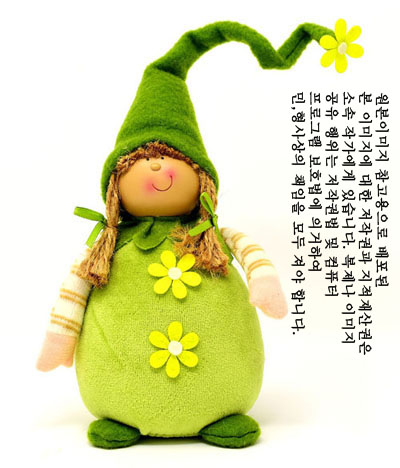 원본이미지 참고용으로 배포된
본 이미지에 대한 저작권과 지적재산권은
소속 작가에게 있습니다. 복제나 이미지
공유 행위는 저작권법 및 컴퓨터
프로그램 보호법에 의거하여
민,형사상의 책임을 모두 져야 합니다.